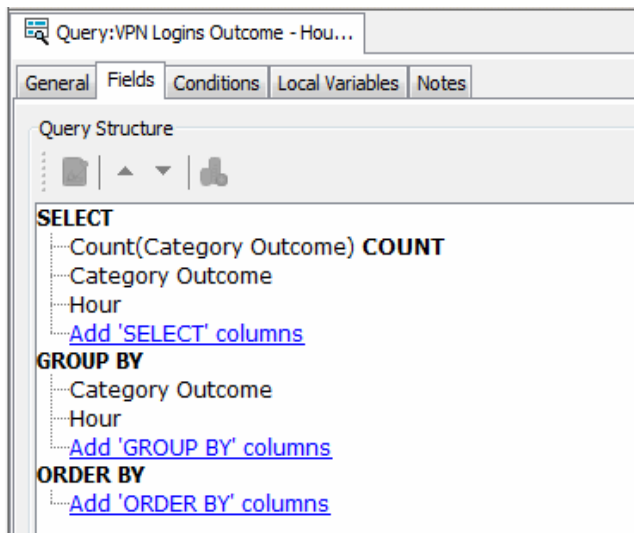 Query:VPN Logins Outcome - Hou...
General Fields Conditions Local Variables Notes
Query Structure
SELECT
Count(Category Outcome) COUNT
Category Outcome
Hour
Add 'SELECT' columns
GROUP BY
Category Outcome
Hour
Add 'GROUP BY' columns
ORDER BY
Add 'ORDER BY' columns